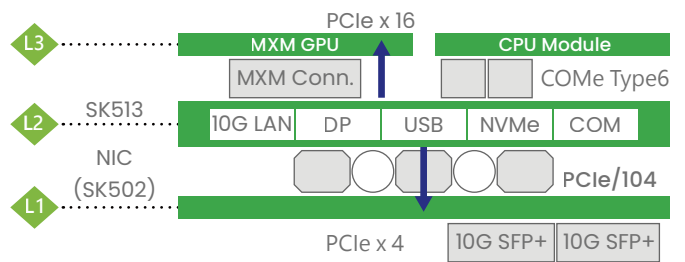 PCIe x 16
L3
MXM GPU
CPU Module
MXM Conn.
COMe Type6
SK513
L2
10G LAN
DP
USB
NVMe
COM
NIC
(SK502)
PCIe/104
L1
PCIe x 4
10G SFP+
10G SFP+